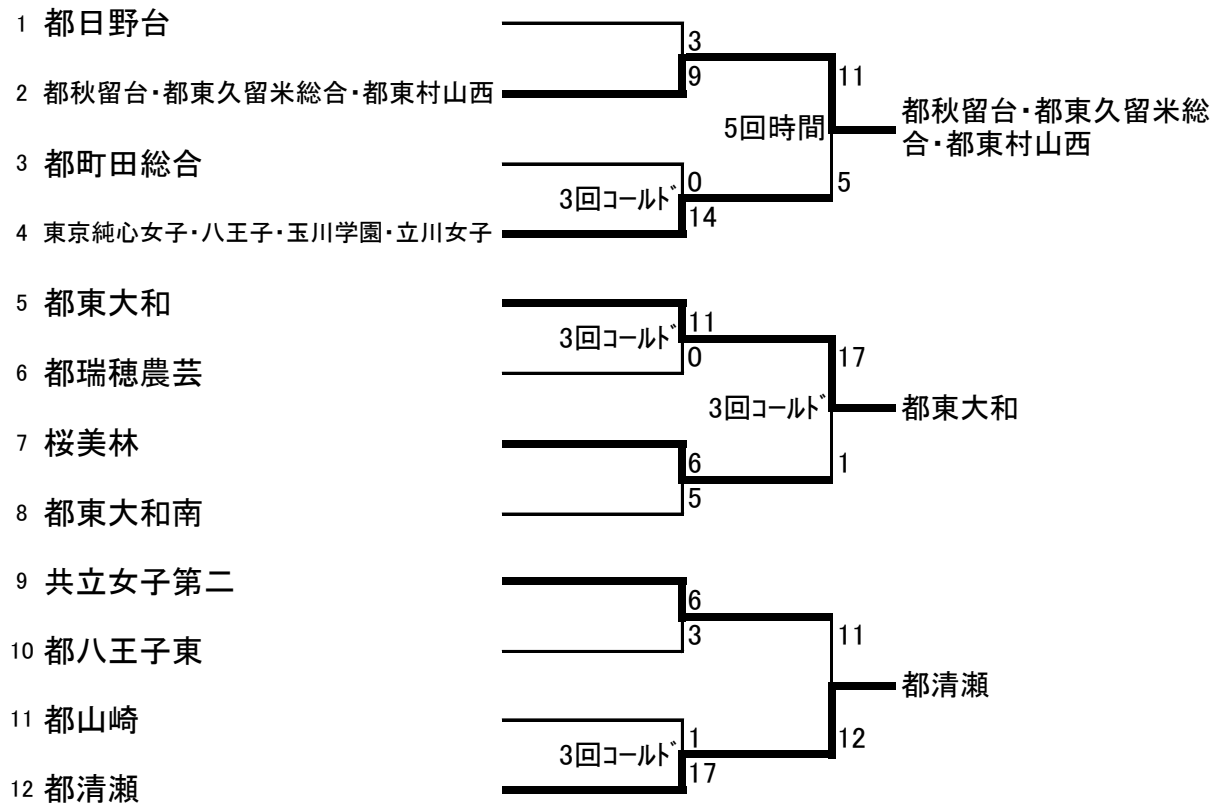 1 都日野台
3
9
2 都秋留台・都東久留米総合・都東村山西
11
5回時間
都秋留台・都東久留米総
合・都東村山西
3 都町田総合
3回ｺｰﾙﾄﾞ
0
14
5
4 東京純心女子・八王子・玉川学園・立川女子
5 都東大和
3回ｺｰﾙﾄﾞ
11
0
17
6 都瑞穂農芸
3回ｺｰﾙﾄﾞ
都東大和
7 桜美林
6
5
1
8 都東大和南
9 共立女子第二
6
3
11
10 都八王子東
都清瀬
11 都山崎
3回ｺｰﾙﾄﾞ
1
17
12
12 都清瀬